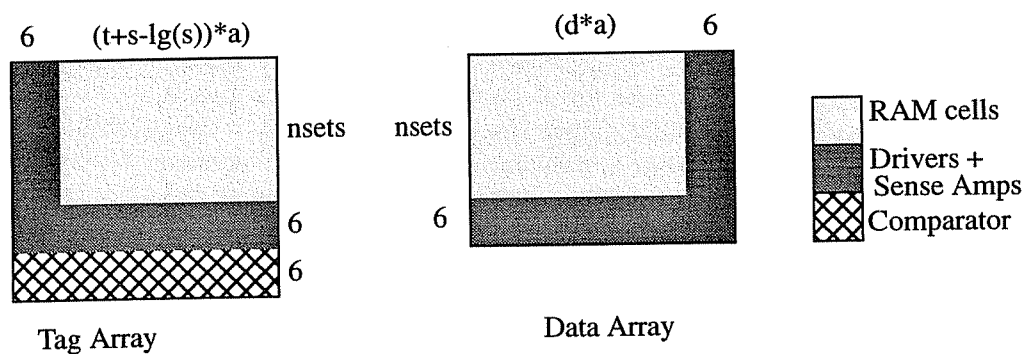 6 (t+s-lg(s))*a)
(d*a) 6
nsets
nsets
6
6
6
RAM cells
Drivers +
Sense Amps
Comparator
Tag Array
Data Array